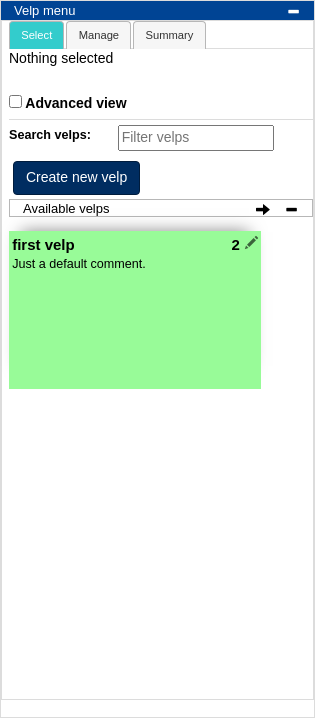 Velp menu
Select Manage Summary
Nothing selected
Advanced view
Search velps: Filter velps
Create new velp
Available velps
first velp 2
Just a default comment.